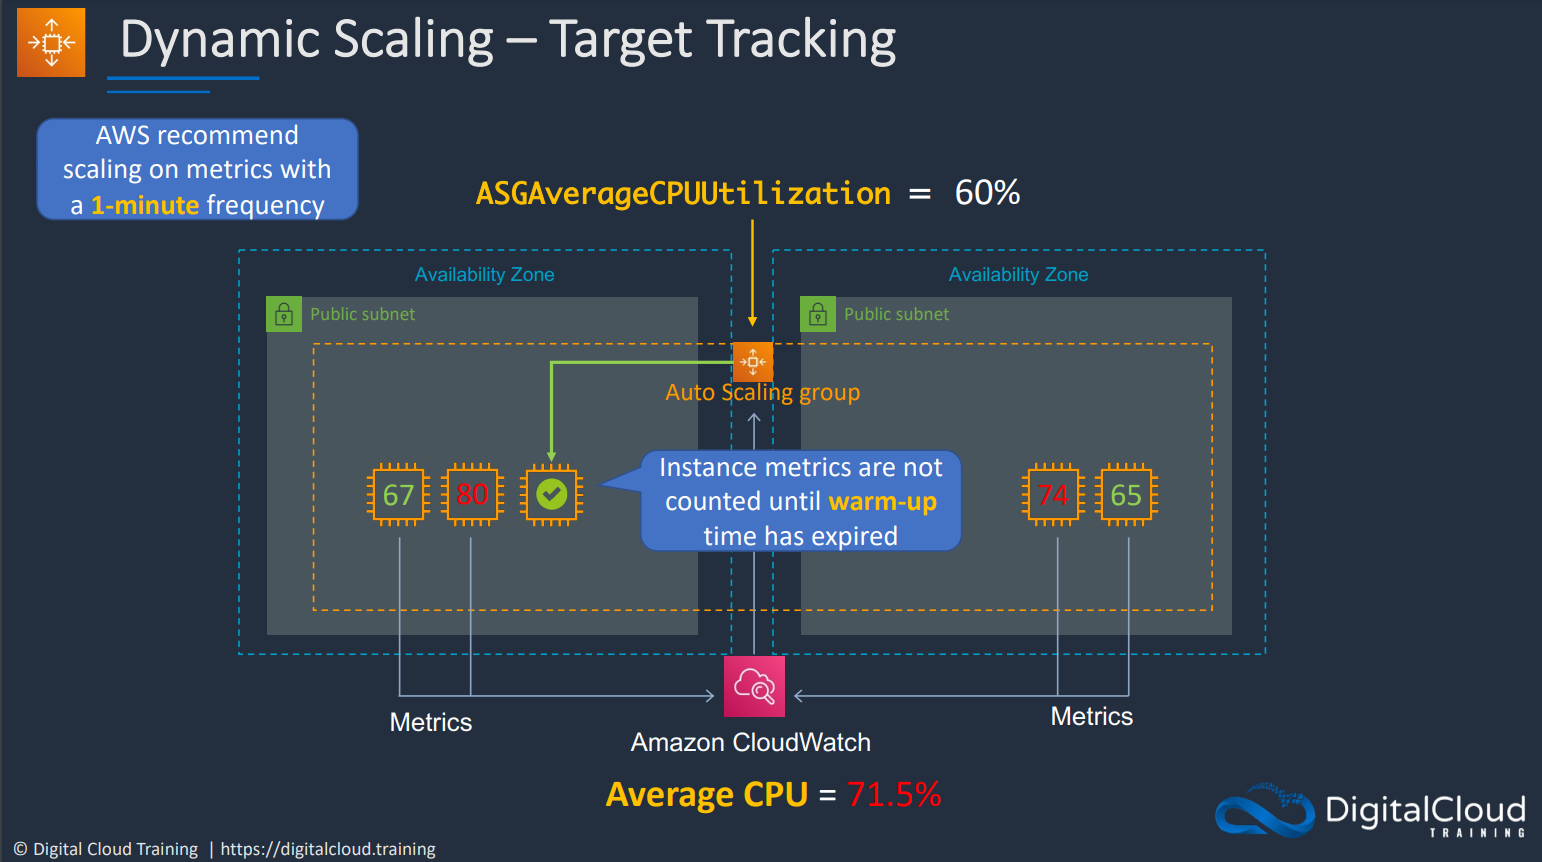 Dynamic Scaling – Target Tracking
AWS recommend
scaling on metrics with
a 1-minute frequency
ASGAverageCPUUtilization = 60%
Availability Zone
Availability Zone
Public subnet
Public subnet
Auto Scaling group
67
80
Instance metrics are not
counted until warm-up
time has expired
74
65
Metrics
Metrics
Amazon CloudWatch
Average CPU = 71.5%
DigitalCloud
TRAINING
© Digital Cloud Training | https://digitalcloud.training